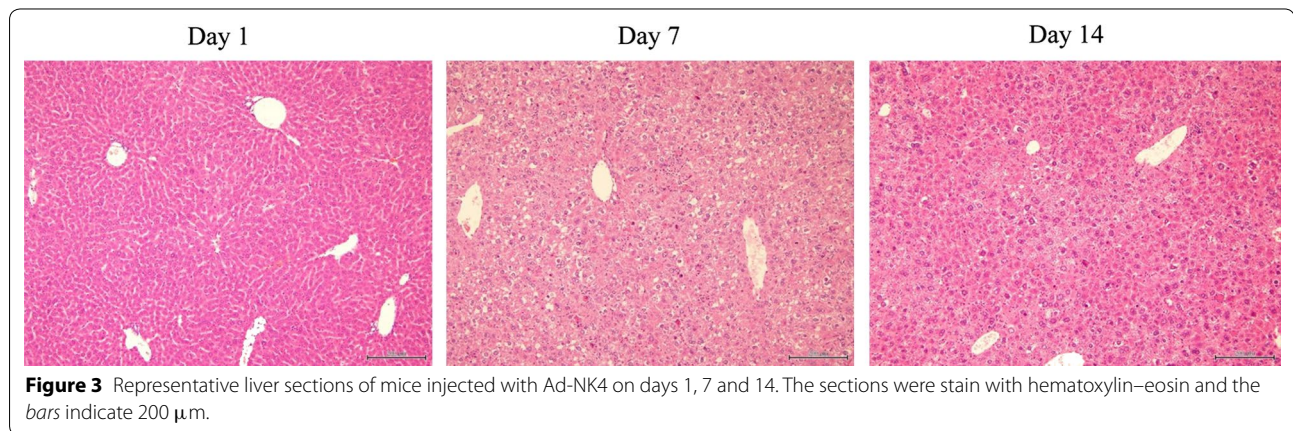 Day 1
Day 7
Day 14
Figure 3 Representative liver sections of mice injected with Ad-NK4 on days 1, 7 and 14. The sections were stain with hematoxylin–eosin and the
bars indicate 200 μm.